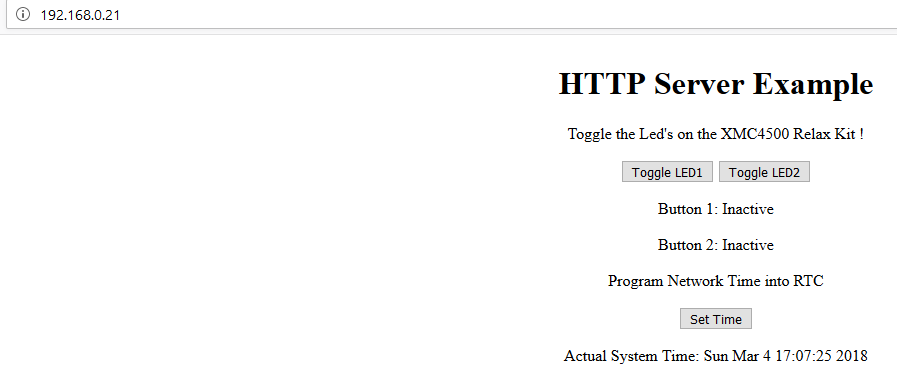 192.168.0.21
HTTP Server Example
Toggle the Led's on the XMC4500 Relax Kit !
Toggle LED1 Toggle LED2
Button 1: Inactive
Button 2: Inactive
Program Network Time into RTC
Set Time
Actual System Time: Sun Mar 4 17:07:25 2018